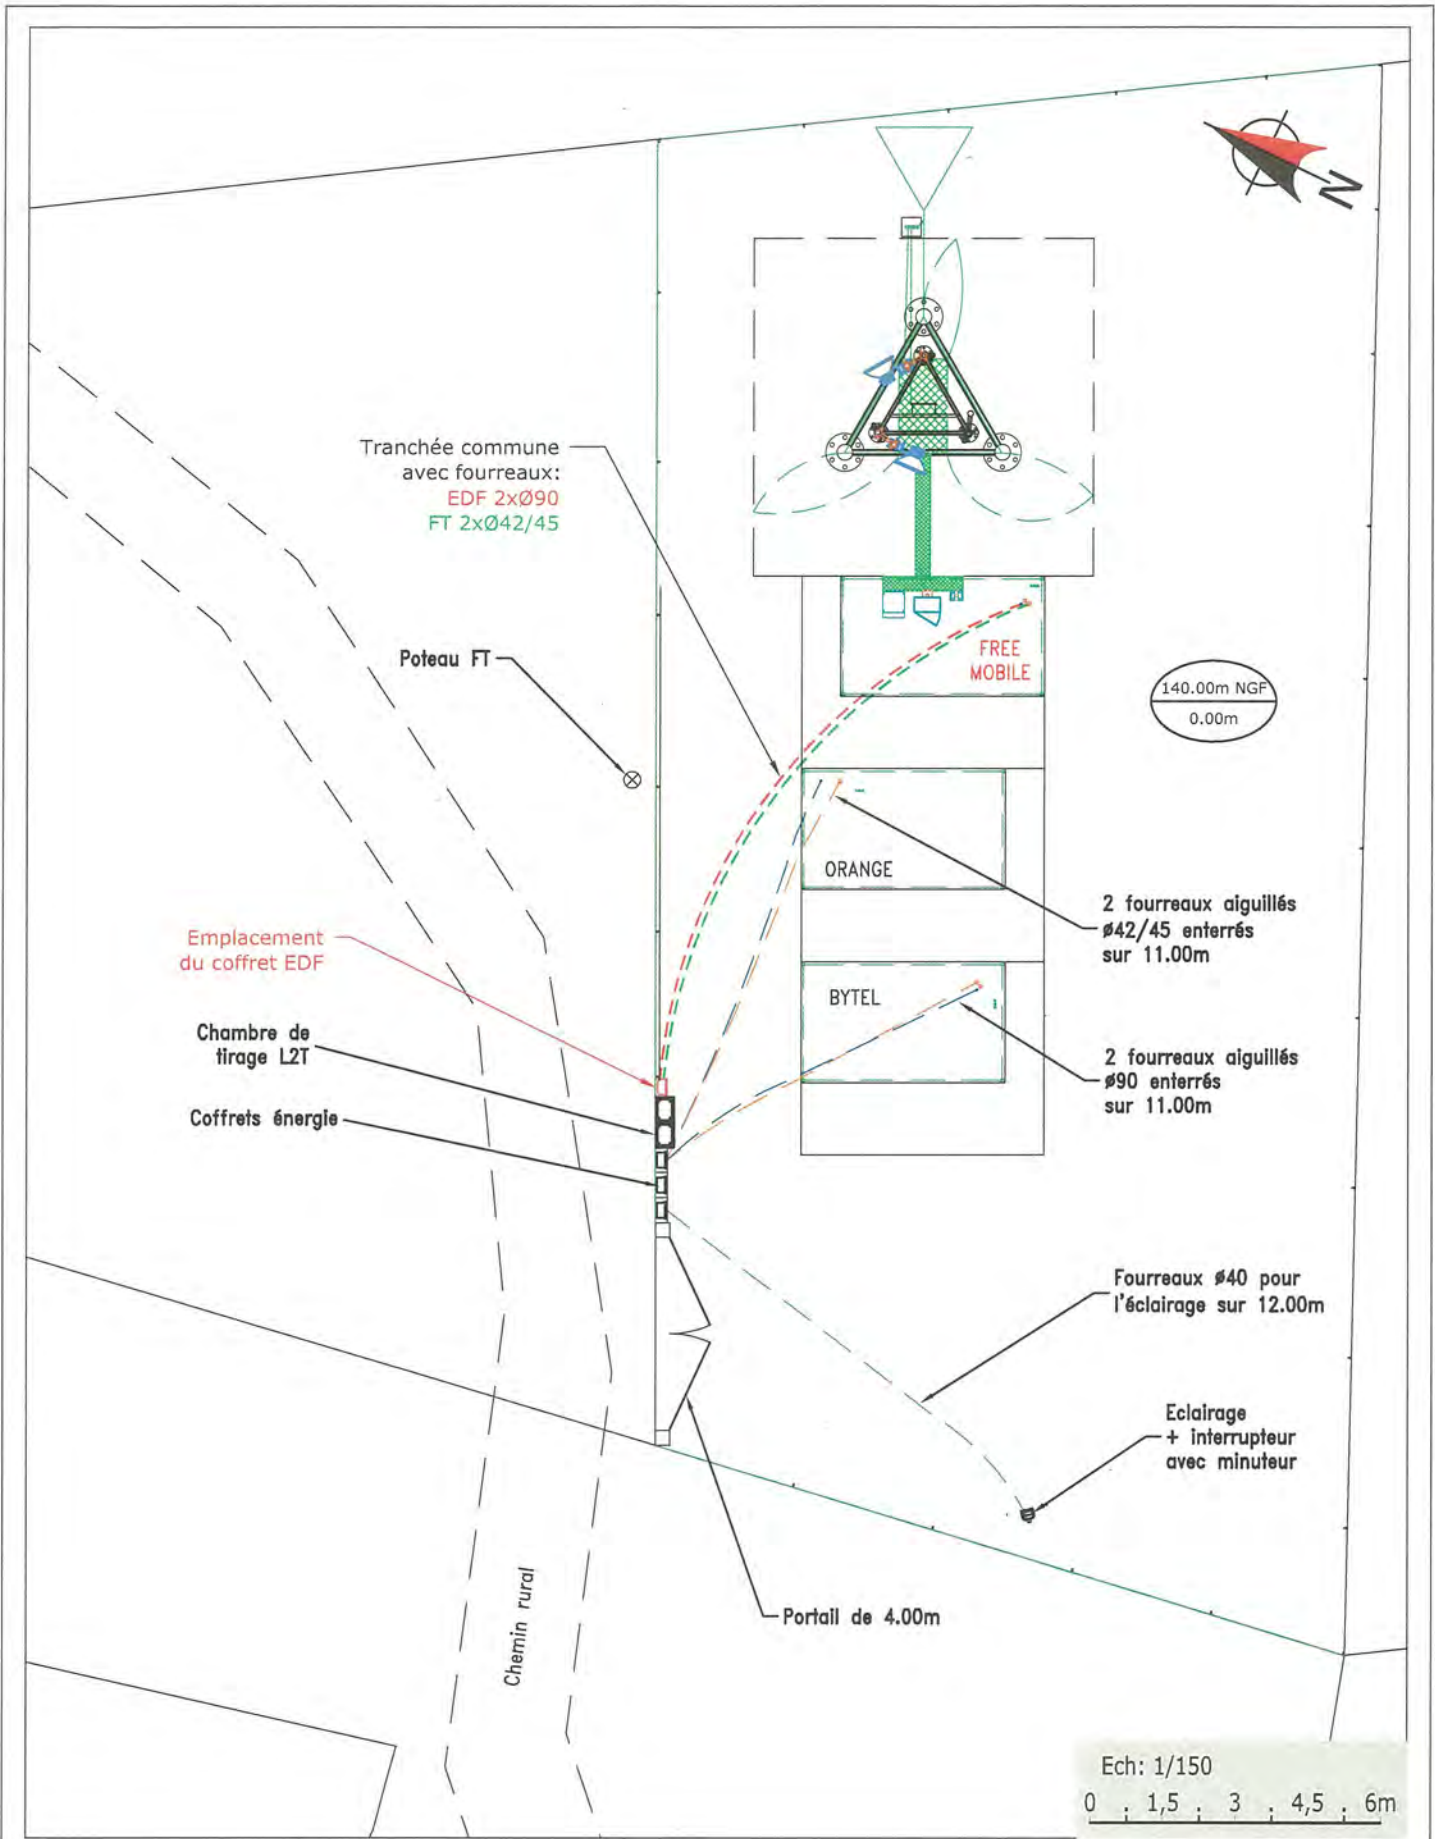 N
Tranchée commune
avec fourreaux:
EDF 2xØ90
FT 2xØ42/45
Poteau FT
FREE
MOBILE
140.00m NGF
0.00m
ORANGE
2 fourreaux aiguillés
ø42/45 enterrés
sur 11.00m
Emplacement
du coffret EDF
BYTEL
Chambre de
tirage L2T
2 fourreaux aiguillés
ø90 enterrés
sur 11.00m
Coffrets énergie
Fourreaux ø40 pour
l'éclairage sur 12.00m
Eclairage
+ interrupteur
avec minuteur
Chemin rural
Portail de 4.00m
Ech: 1/150
0 1,5 3 4,5 6m